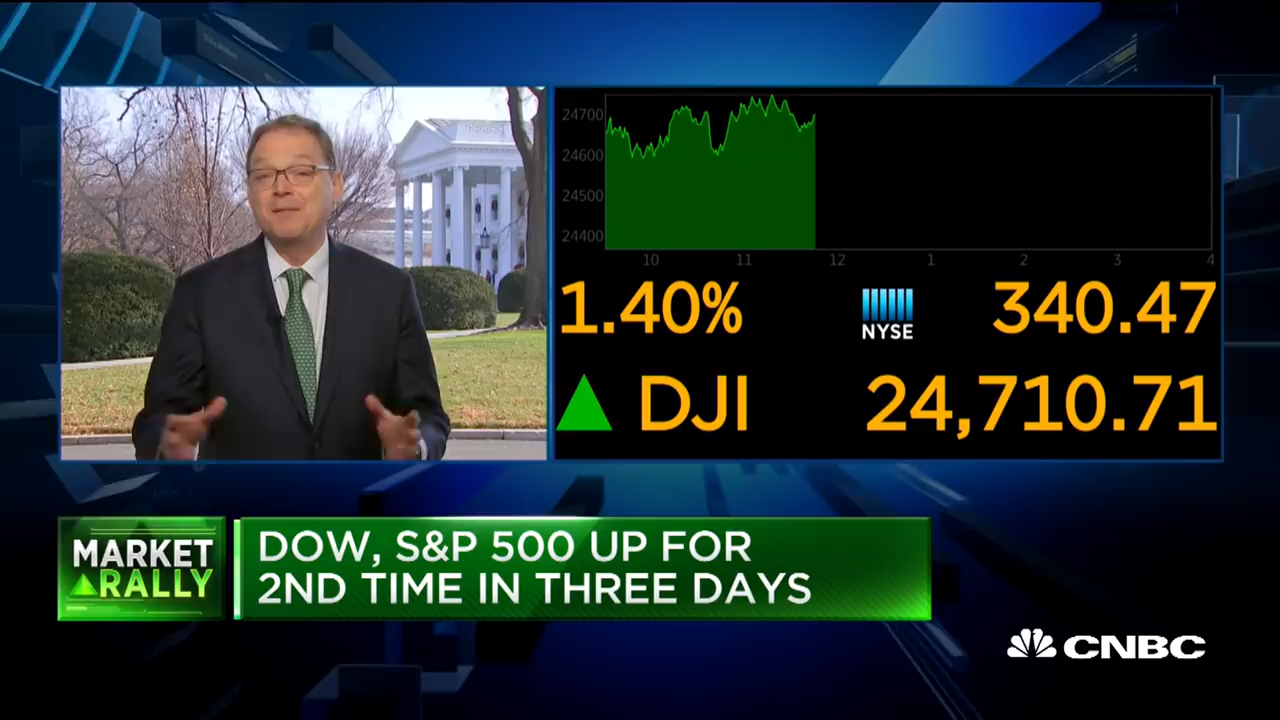 24700
24600
24500
24400
10 11 12 1 2 3 4
1.40% NYSE 340.47
DJI 24,710.71
MARKET
RALLY
DOW, S&P 500 UP FOR
2ND TIME IN THREE DAYS
CNBC